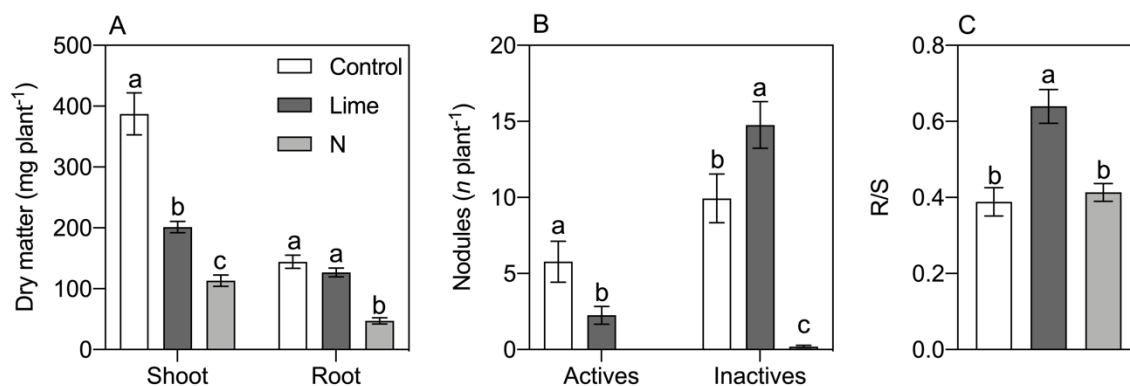 A
Dry matter (mg plant-1)
500
400
300
200
100
0
a
b
c
a
a
b
Shoot
Root
Control
Lime
N
B
Nodules (n plant-1)
20
15
10
5
0
a
b
b
a
c
Actives
Inactives
C
R/S
0.8
0.6
0.4
0.2
0.0
b
a
b